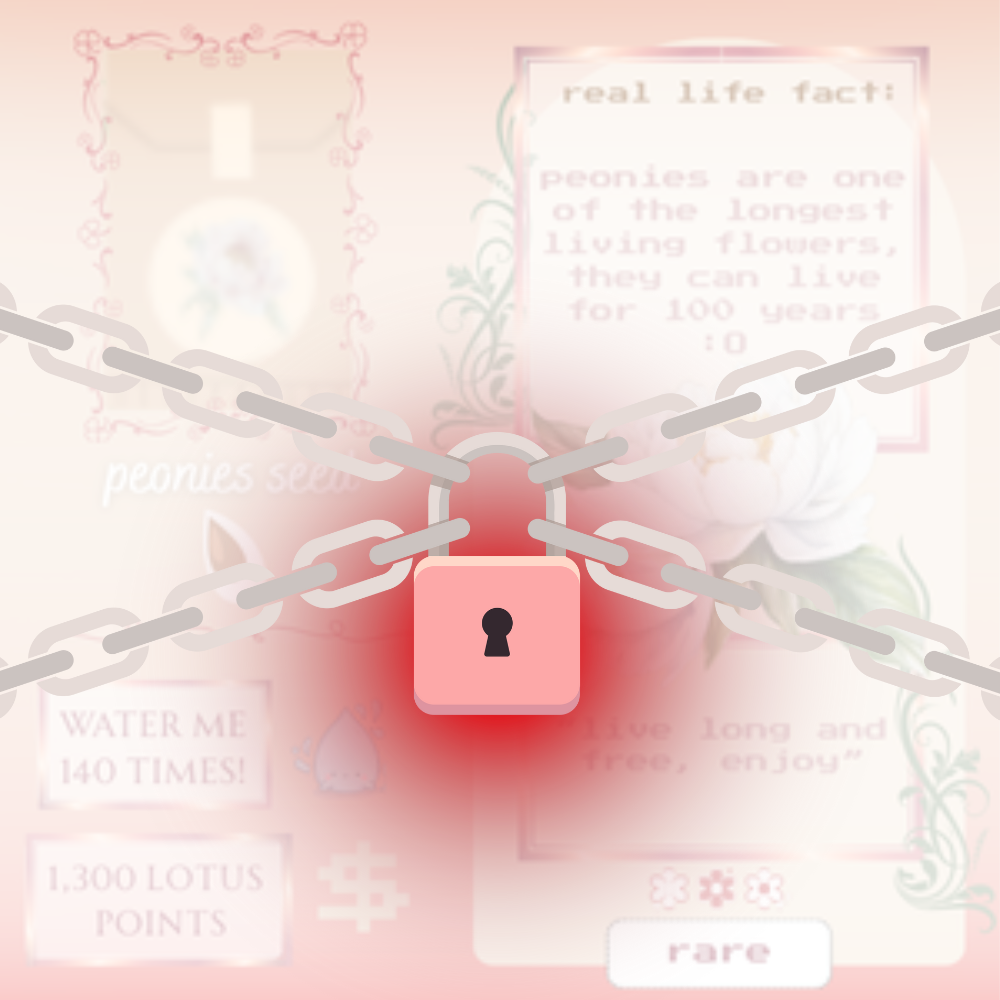 real life fact:
peonies are one
of the longest
living flowers,
they can live
for 100 years
:O
peonies seed
WATER ME
140 TIMES!
1,300 LOTUS
POINTS
$
live long and
free, enjoy”
rare